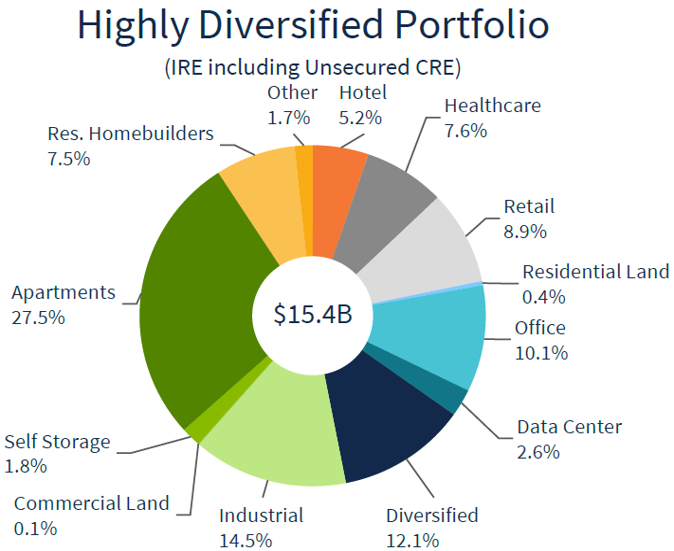 Highly Diversified Portfolio
(IRE including Unsecured CRE)
Other
1.7%
Hotel
5.2%
Healthcare
7.6%
Res. Homebuilders
7.5%
Retail
8.9%
Residential Land
0.4%
Apartments
27.5%
$15.4B
Office
10.1%
Data Center
2.6%
Self Storage
1.8%
Commercial Land
0.1%
Industrial
14.5%
Diversified
12.1%